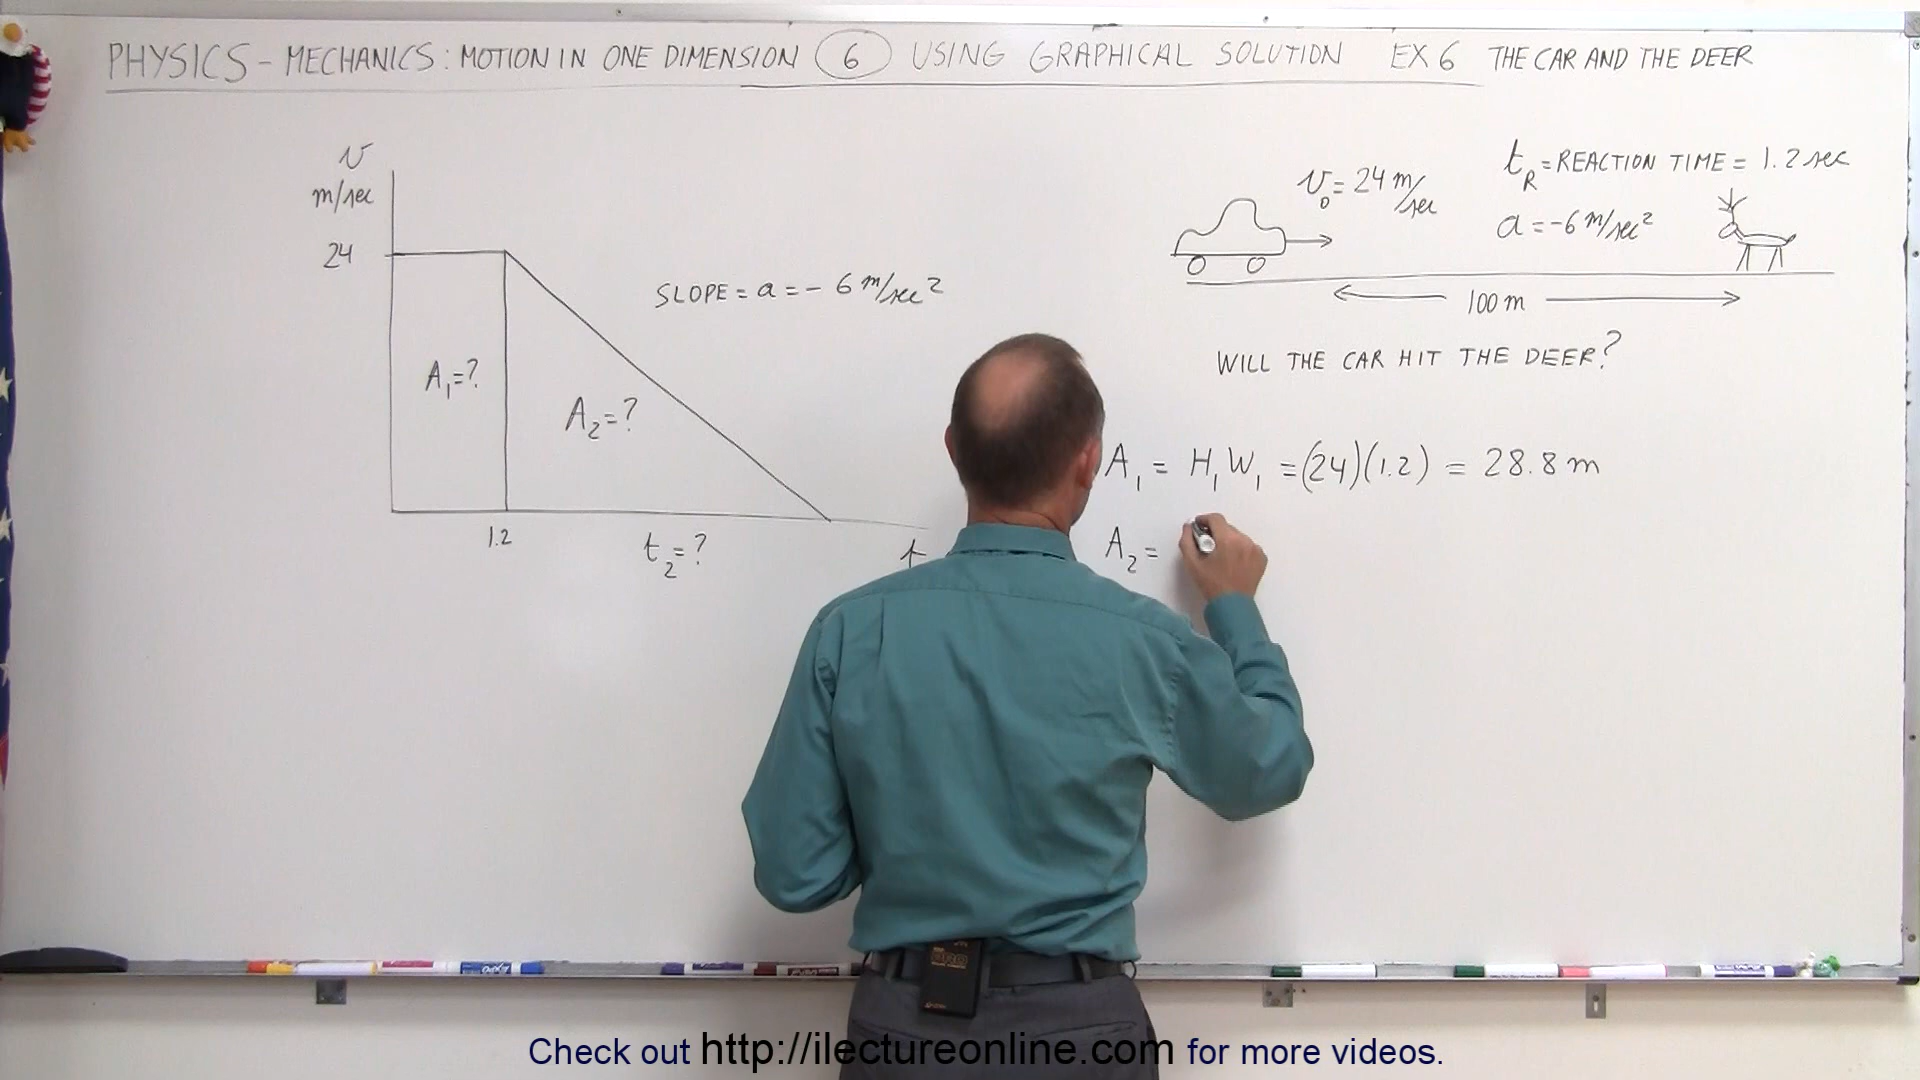 PHYSICS - MECHANICS: MOTION IN ONE DIMENSION 6 USING GRAPHICAL SOLUTION EX 6 THE CAR AND THE DEER
v
m/sec
24
A₁=?
A₂=?
1.2
t₂=?
t
SLOPE = a = - 6 m/sec²
v₀= 24 m/sec
t_R = REACTION TIME = 1.2 sec
a = -6 m/sec²
100 m
WILL THE CAR HIT THE DEER?
A₁ = H₁W₁ = (24)(1.2) = 28.8 m
A₂ =
Check out http://ilectureonline.com for more videos.